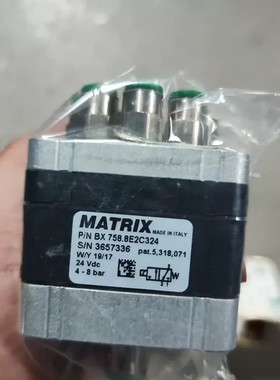 MATRIX MADE IN ITALY
P/N BX 758.8E2C324
S/N 3657336 pat.5,318,071
W/Y 19/17
24 Vdc
4 - 8 bar